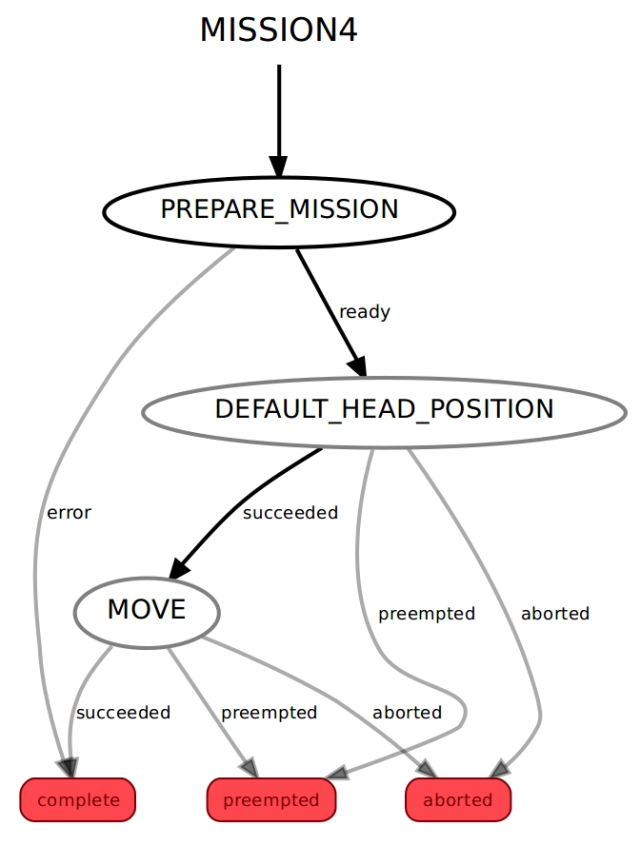 MISSION4
PREPARE_MISSION
ready
DEFAULT_HEAD_POSITION
error
succeeded
MOVE
preempted
aborted
succeeded
preempted
aborted
complete
preempted
aborted